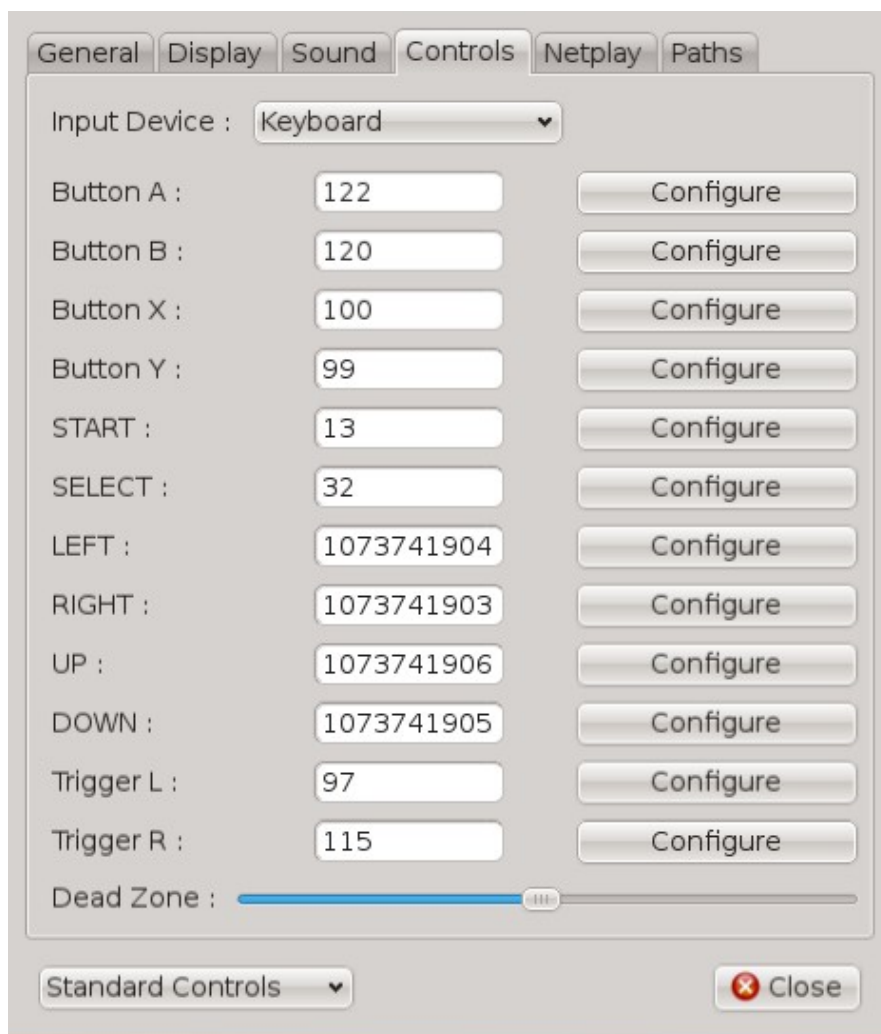 General Display Sound Controls Netplay Paths
Input Device : Keyboard
Button A : 122 Configure
Button B : 120 Configure
Button X : 100 Configure
Button Y : 99 Configure
START : 13 Configure
SELECT : 32 Configure
LEFT : 1073741904 Configure
RIGHT : 1073741903 Configure
UP : 1073741906 Configure
DOWN : 1073741905 Configure
Trigger L : 97 Configure
Trigger R : 115 Configure
Dead Zone :
Standard Controls Close